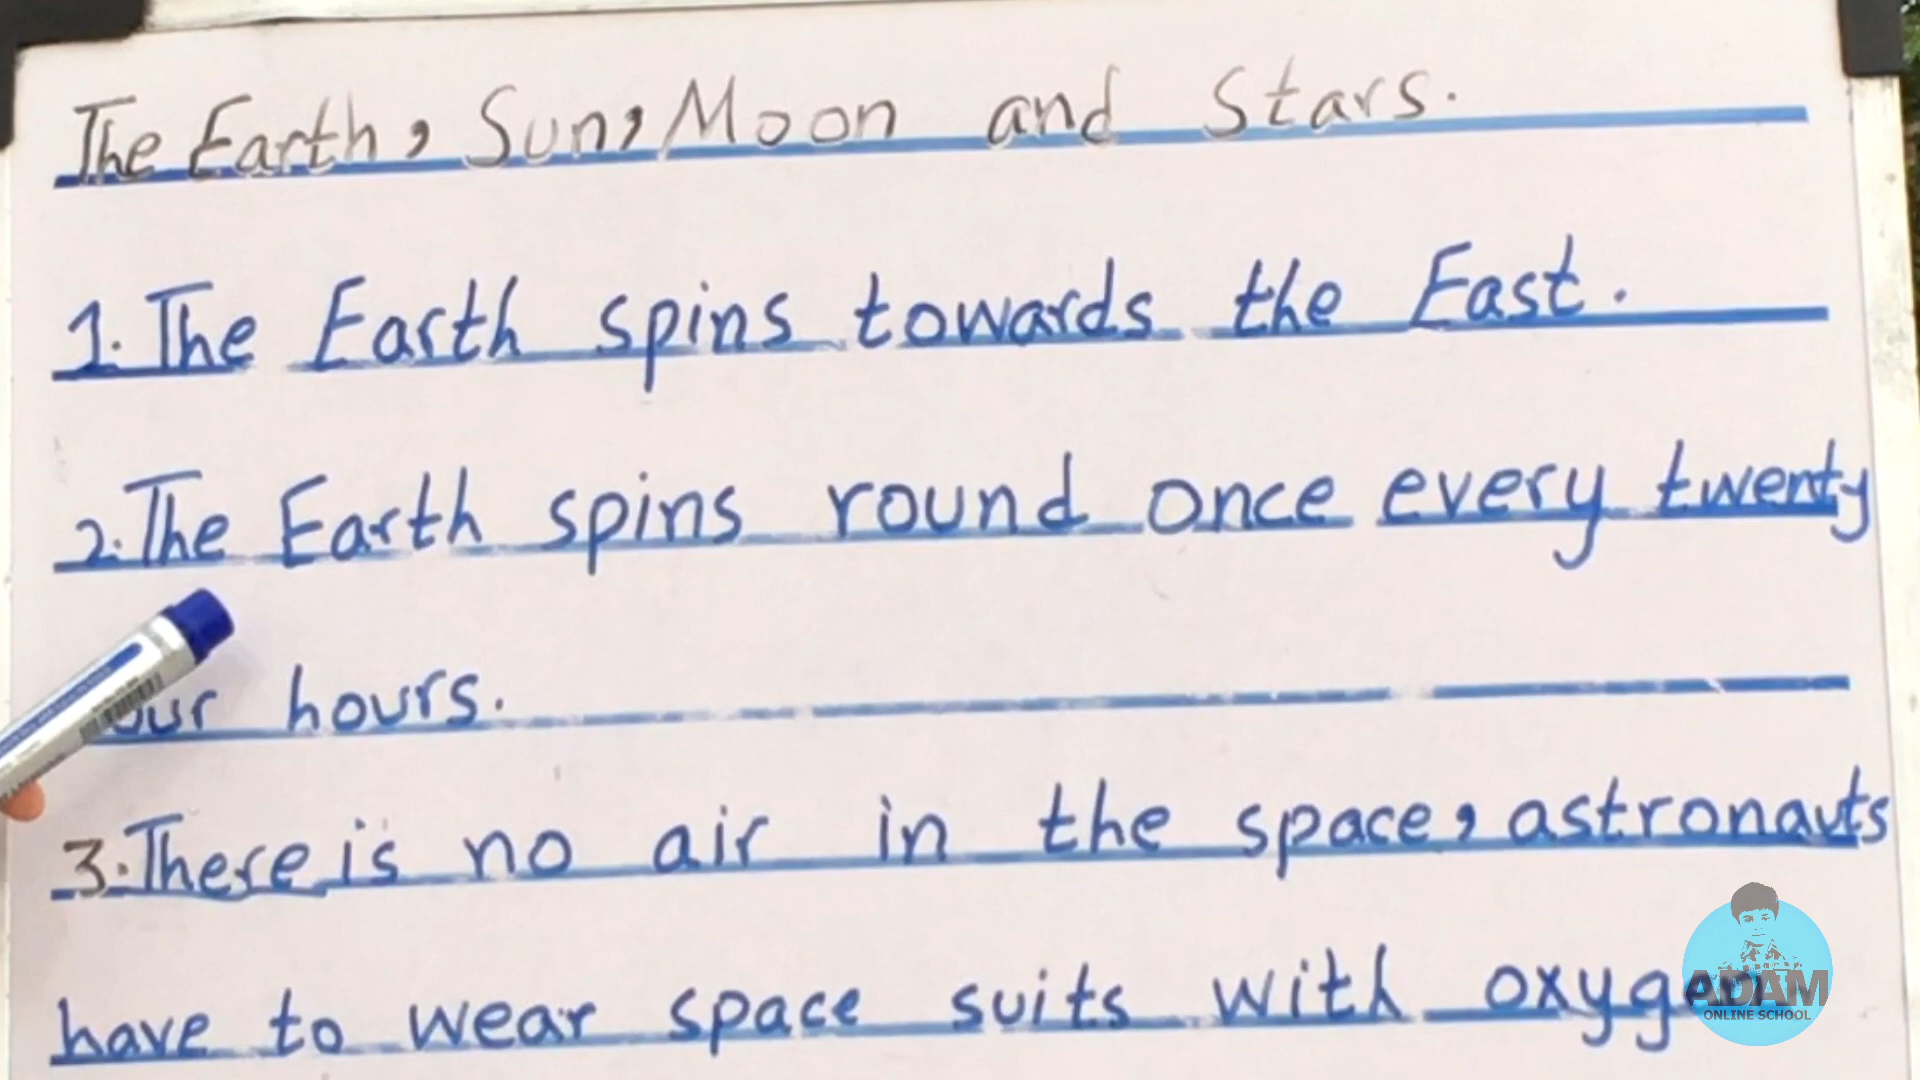 The Earth, Sun, Moon and Stars.
1. The Earth spins towards the East.
2. The Earth spins round once every twenty
our hours.
3. There is no air in the space, astronauts
have to wear space suits with oxygen
ADAM
ONLINE SCHOOL